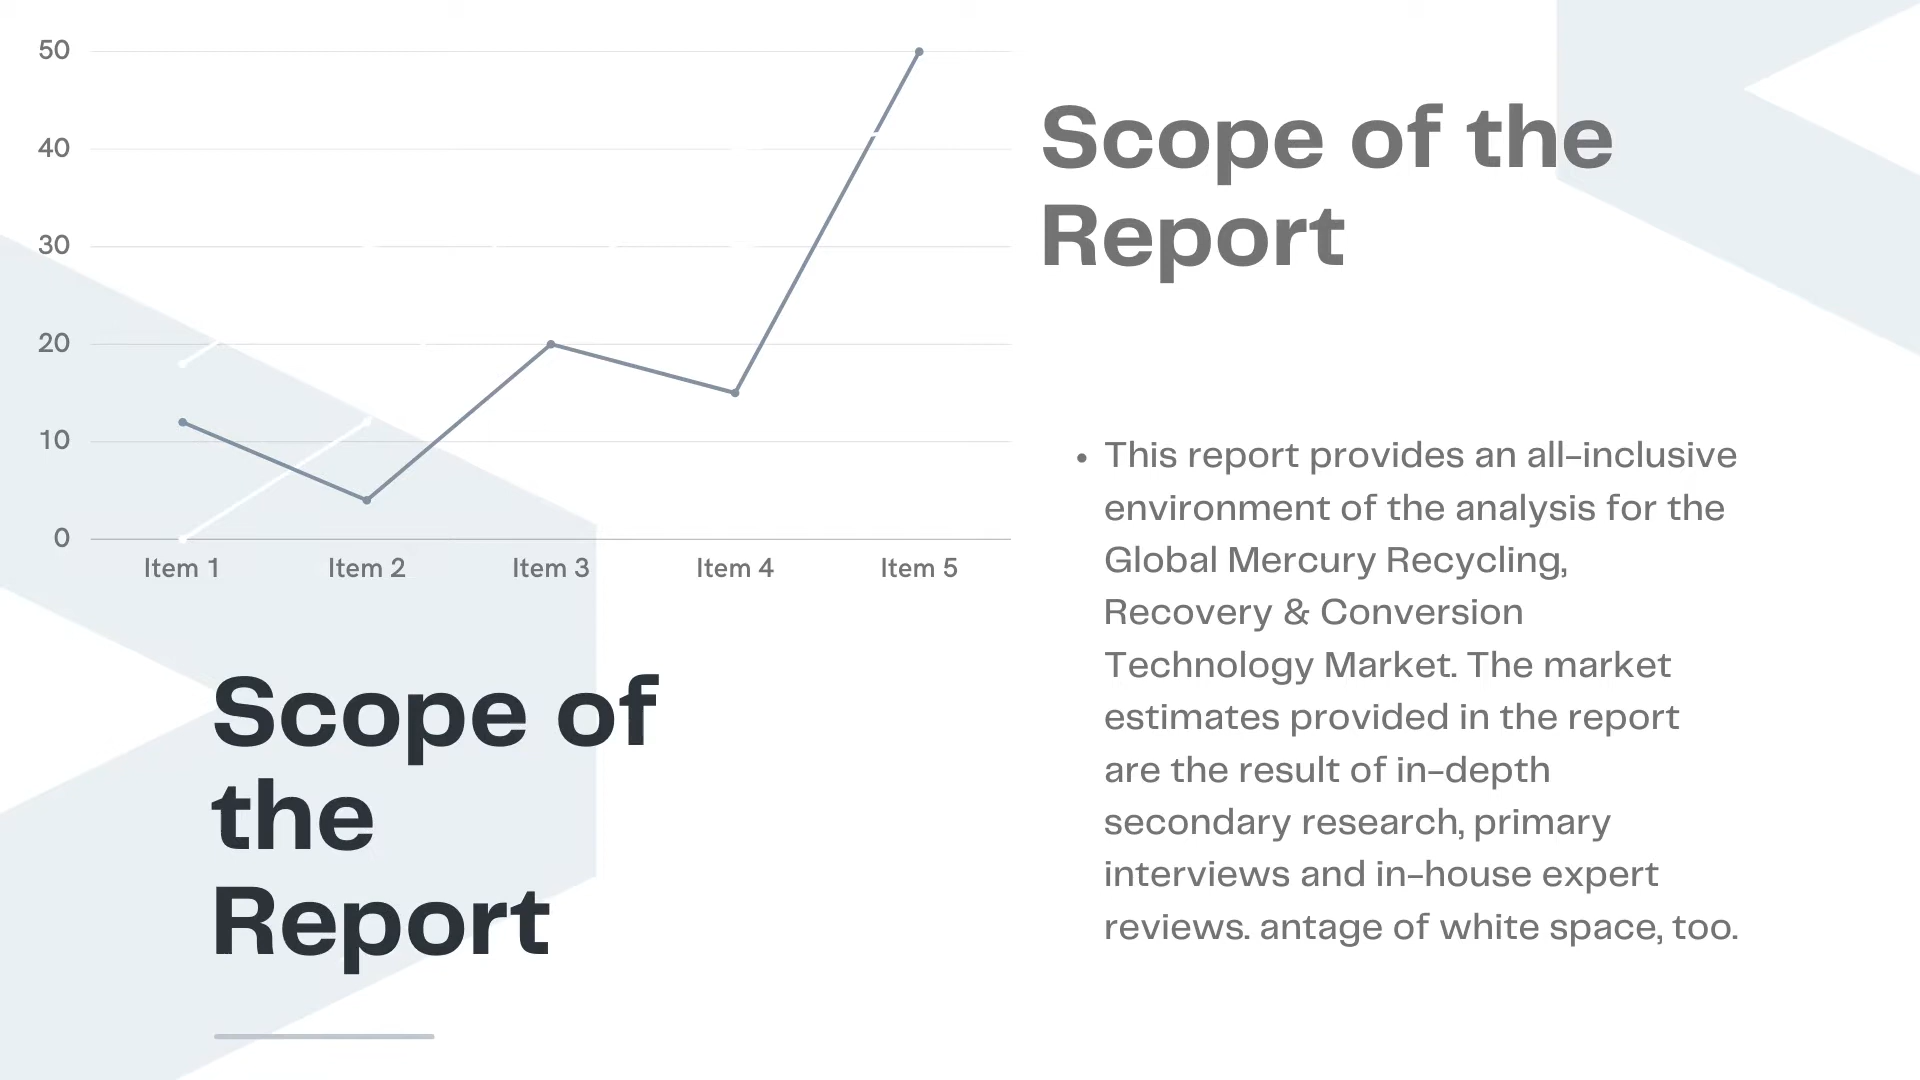 50
40
30
20
10
0
Item 1
Item 2
Item 3
Item 4
Item 5
Scope of
the
Report
Scope of the
Report
• This report provides an all-inclusive
environment of the analysis for the
Global Mercury Recycling,
Recovery & Conversion
Technology Market. The market
estimates provided in the report
are the result of in-depth
secondary research, primary
interviews and in-house expert
reviews. antage of white space, too.